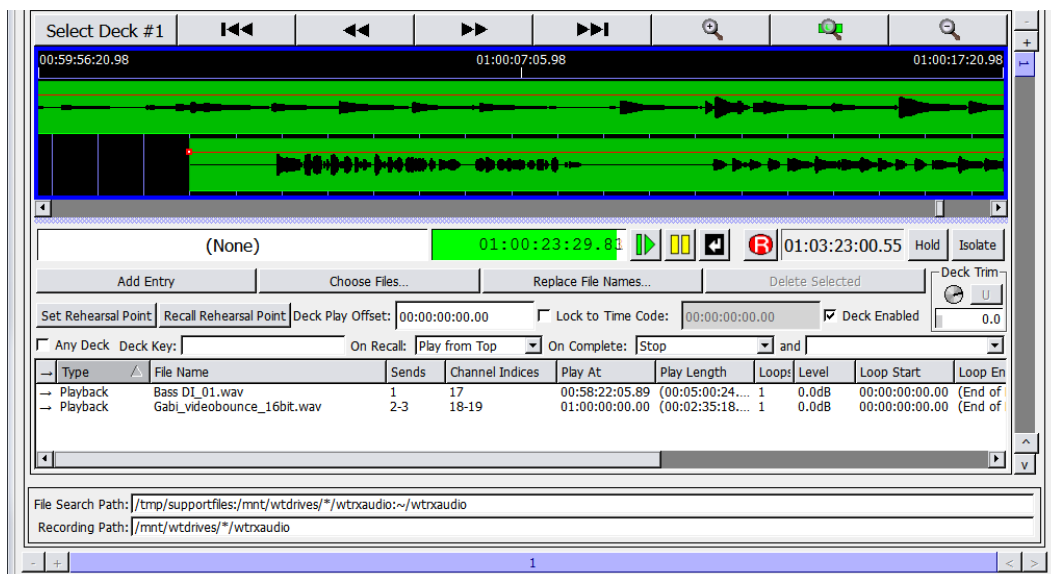 Select Deck #1
00:59:56:20.98 01:00:07:05.98 01:00:17:20.98
(None) 01:00:23:29.81 R 01:03:23:00.55 Hold Isolate
Add Entry Choose Files... Replace File Names... Delete Selected Deck Trim
U
Set Rehearsal Point Recall Rehearsal Point Deck Play Offset: 00:00:00:00.00 Lock to Time Code: 00:00:00:00.00 Deck Enabled 0.0
Any Deck Deck Key: On Recall: Play from Top On Complete: Stop and
→ Type File Name Sends Channel Indices Play At Play Length Loops Level Loop Start Loop En
→ Playback Bass DI_01.wav 1 17 00:58:22:05.89 (00:05:00:24.... 1 0.0dB 00:00:00:00.00 (End of
→ Playback Gabi_videobounce_16bit.wav 2-3 18-19 01:00:00:00.00 (00:02:35:18.... 1 0.0dB 00:00:00:00.00 (End of
File Search Path: /tmp/supportfiles:/mnt/wtdrives/*/wtrxaudio:~/wtrxaudio
Recording Path: /mnt/wtdrives/*/wtrxaudio
- + 1 < >
- + 1 ^ v